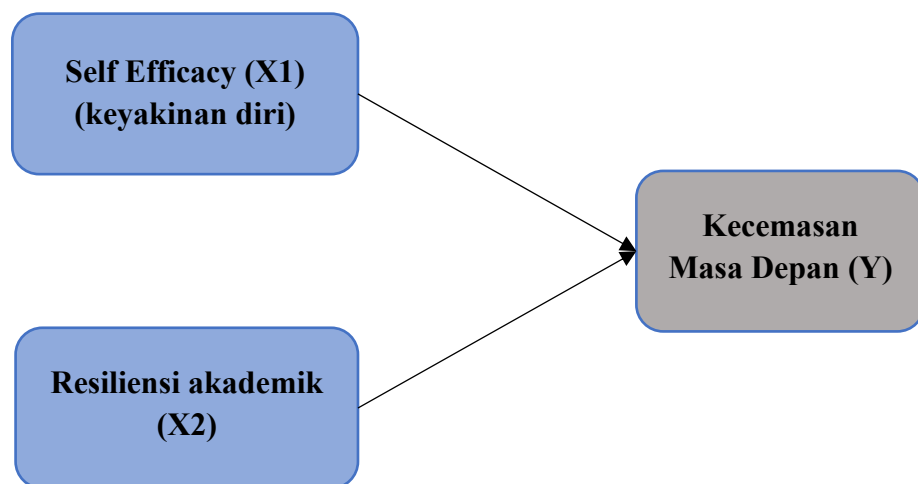 Self Efficacy (X1)
(keyakinan diri)
Kecemasan
Masa Depan (Y)
Resiliensi akademik
(X2)